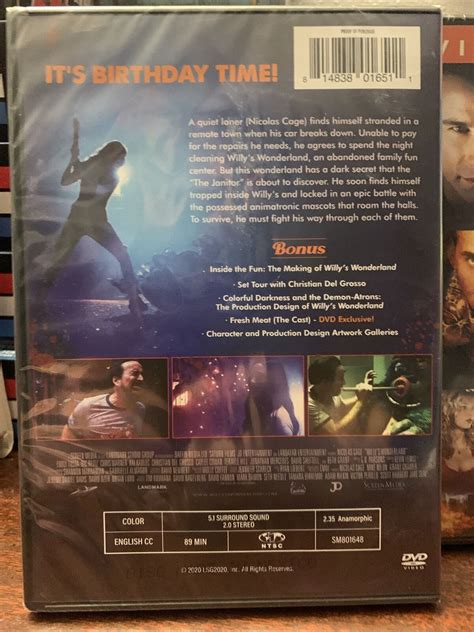 PROOF OF PURCHASE
8 14838 01651 1
IT'S BIRTHDAY TIME!
A quiet loner (Nicolas Cage) finds himself stranded in a
remote town when his car breaks down. Unable to pay
for the repairs he needs, he agrees to spend the night
cleaning Willy's Wonderland, an abandoned family fun
center. But this wonderland has a dark secret that the
"The Janitor" is about to discover. He soon finds himself
trapped inside Willy's and locked in an epic battle with
the possessed animatronic mascots that roam the halls.
To survive, he must fight his way through each of them.
Bonus
· Inside the Fun: The Making of Willy's Wonderland
· Set Tour with Christian Del Grosso
· Colorful Darkness and the Demon-Atrons:
The Production Design of Willy's Wonderland
· Fresh Meat (The Cast) - DVD Exclusive!
· Character and Production Design Artwork Galleries
LANDMARK
JD
SCREEN MEDIA
COLOR
5.1 SURROUND SOUND
2.0 STEREO
2.35 Anamorphic
ENGLISH CC
89 MIN
NTSC
SM801648
© 2020 LSG2020, Inc. All Rights Reserved.
DVD
VIDEO